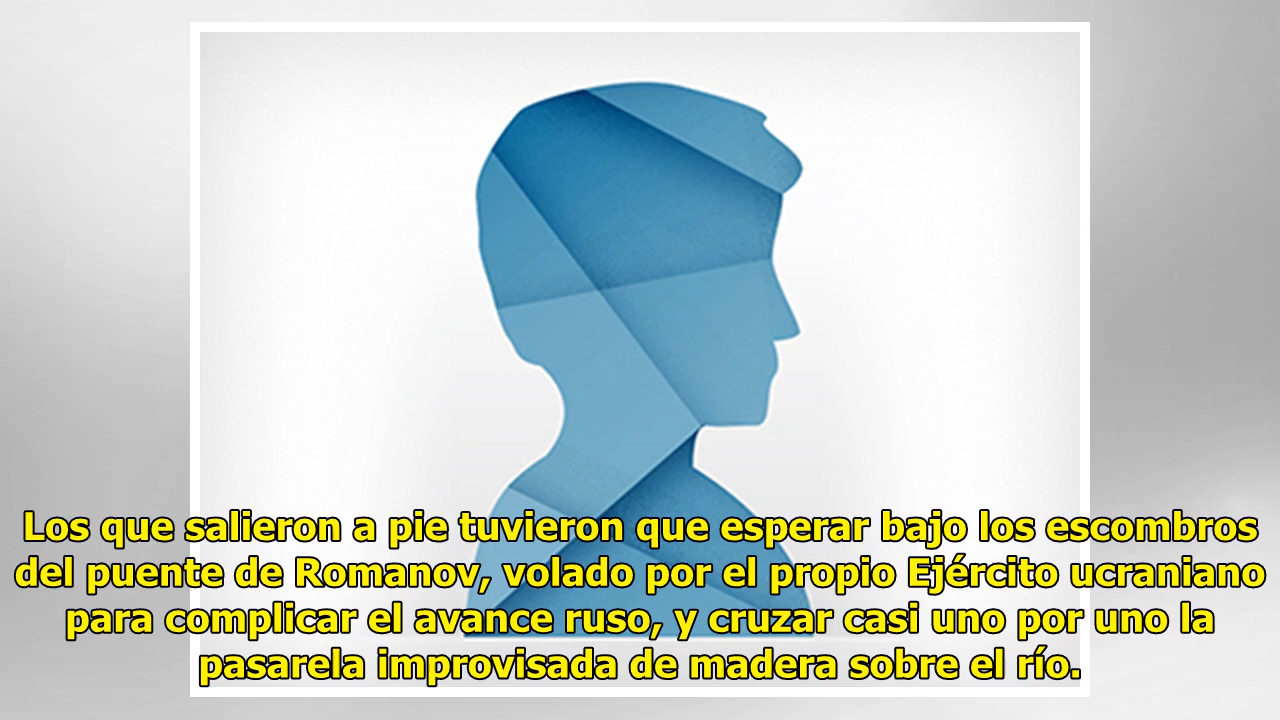 Los que salieron a pie tuvieron que esperar bajo los escombros
del puente de Romanov, volado por el propio Ejército ucraniano
para complicar el avance ruso, y cruzar casi uno por uno la
pasarela improvisada de madera sobre el río.